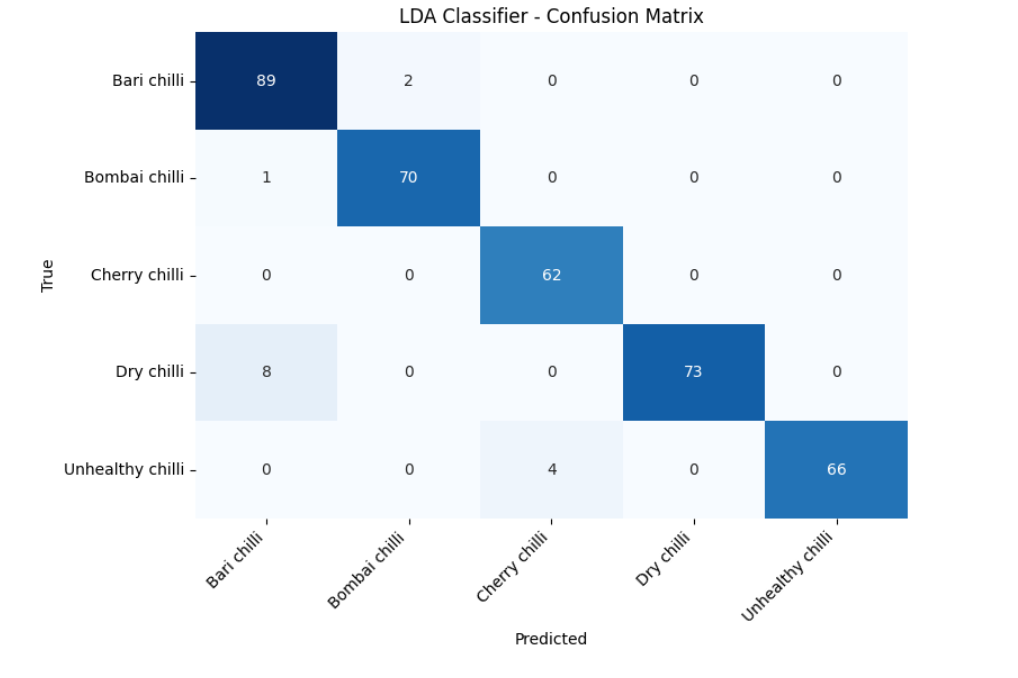 LDA Classifier - Confusion Matrix
Bari chilli 89 2 0 0 0
Bombai chilli 1 70 0 0 0
Cherry chilli 0 0 62 0 0
Dry chilli 8 0 0 73 0
Unhealthy chilli 0 0 4 0 66
True
Bari chilli Bombai chilli Cherry chilli Dry chilli Unhealthy chilli
Predicted